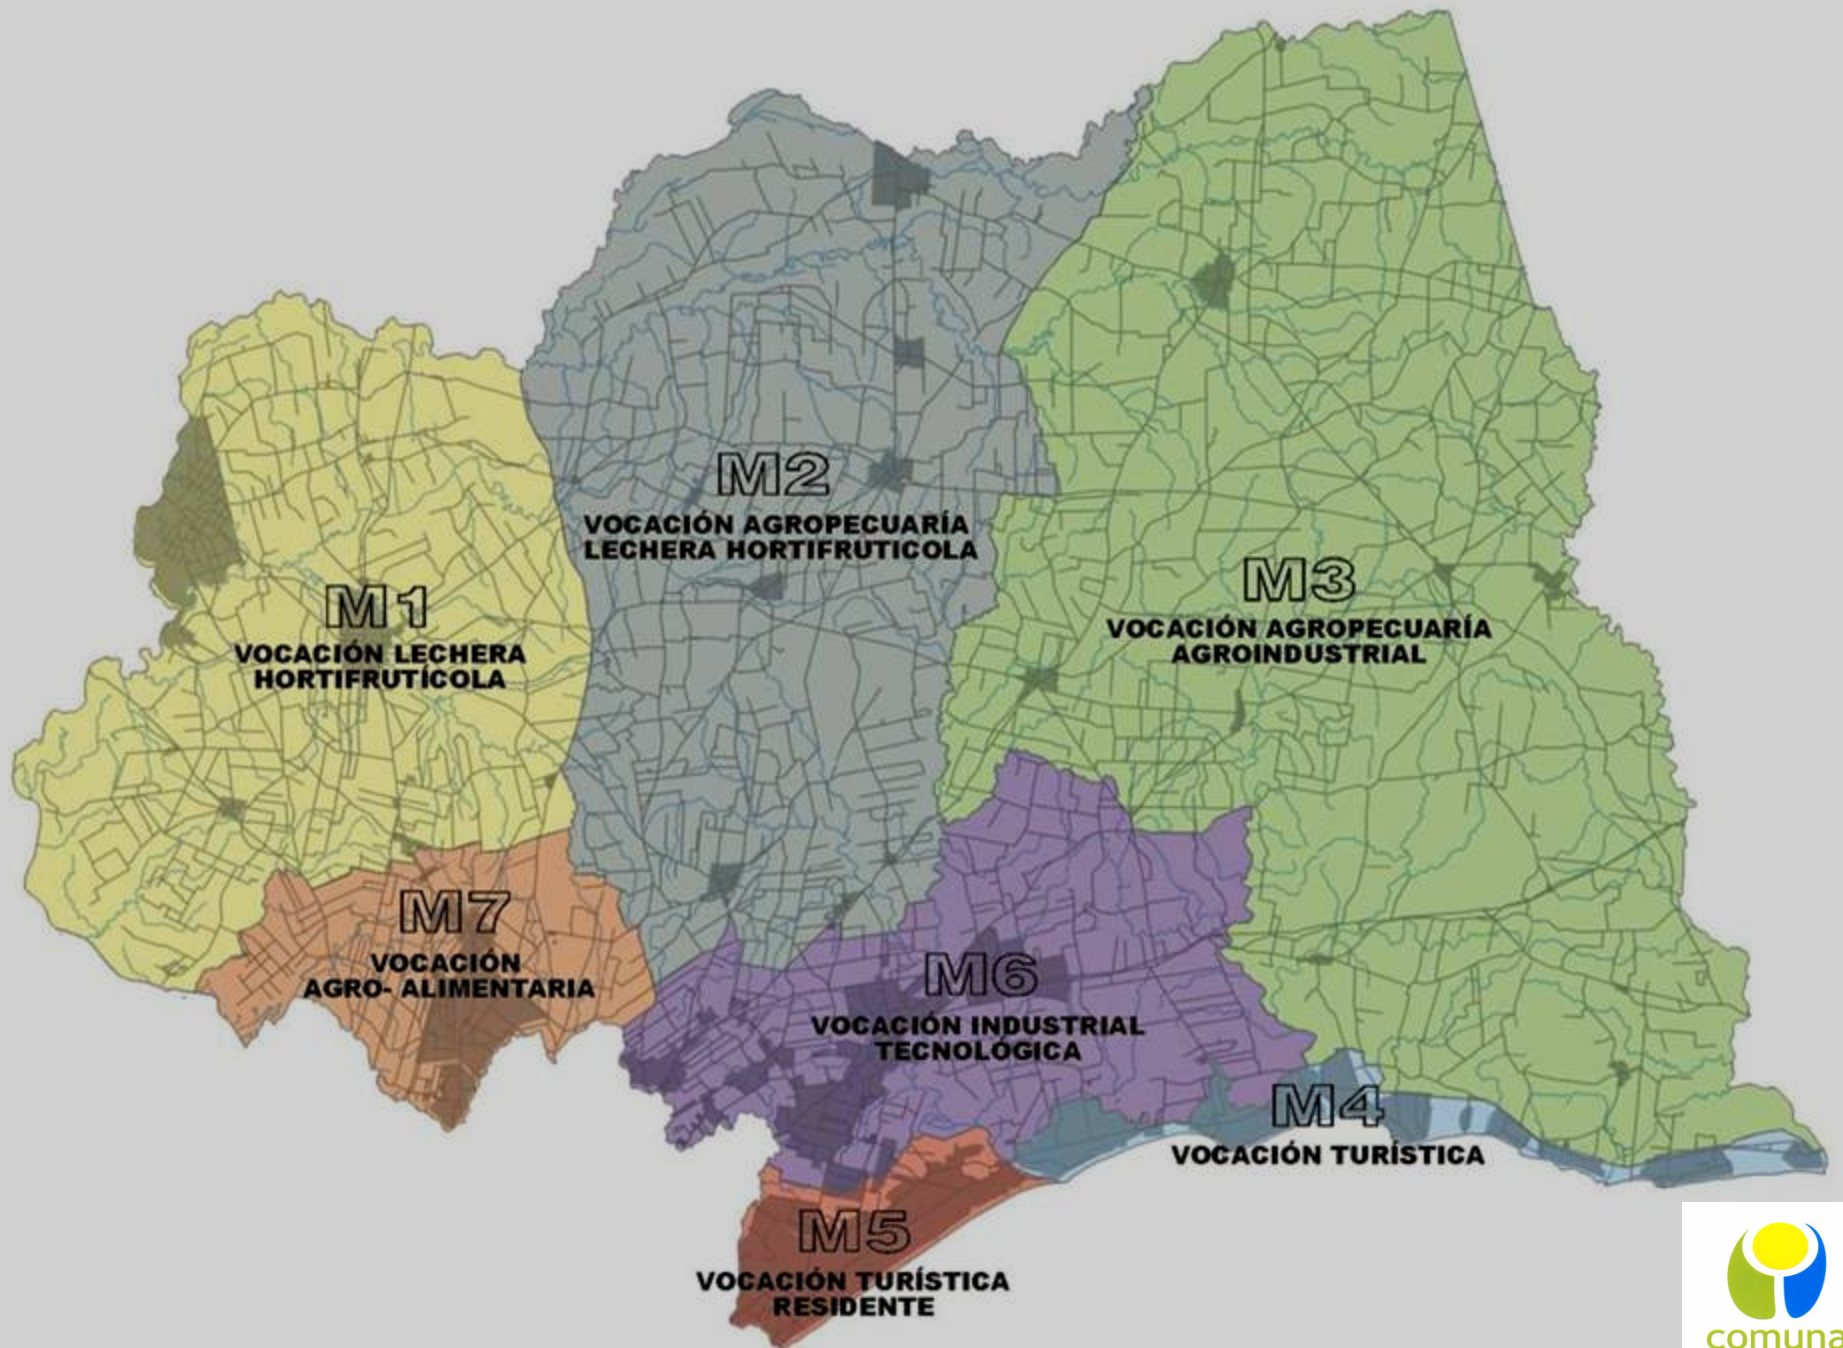 M2
VOCACIÓN AGROPECUARÍA
LECHERA HORTIFRUTICOLA
M3
VOCACIÓN AGROPECUARÍA
AGROINDUSTRIAL
M1
VOCACIÓN LECHERA
HORTIFRUTÍCOLA
M7
VOCACIÓN
AGRO- ALIMENTARIA
M6
VOCACIÓN INDUSTRIAL
TECNOLÓGICA
M4
VOCACIÓN TURÍSTICA
M5
VOCACIÓN TURÍSTICA
RESIDENTE
comuna